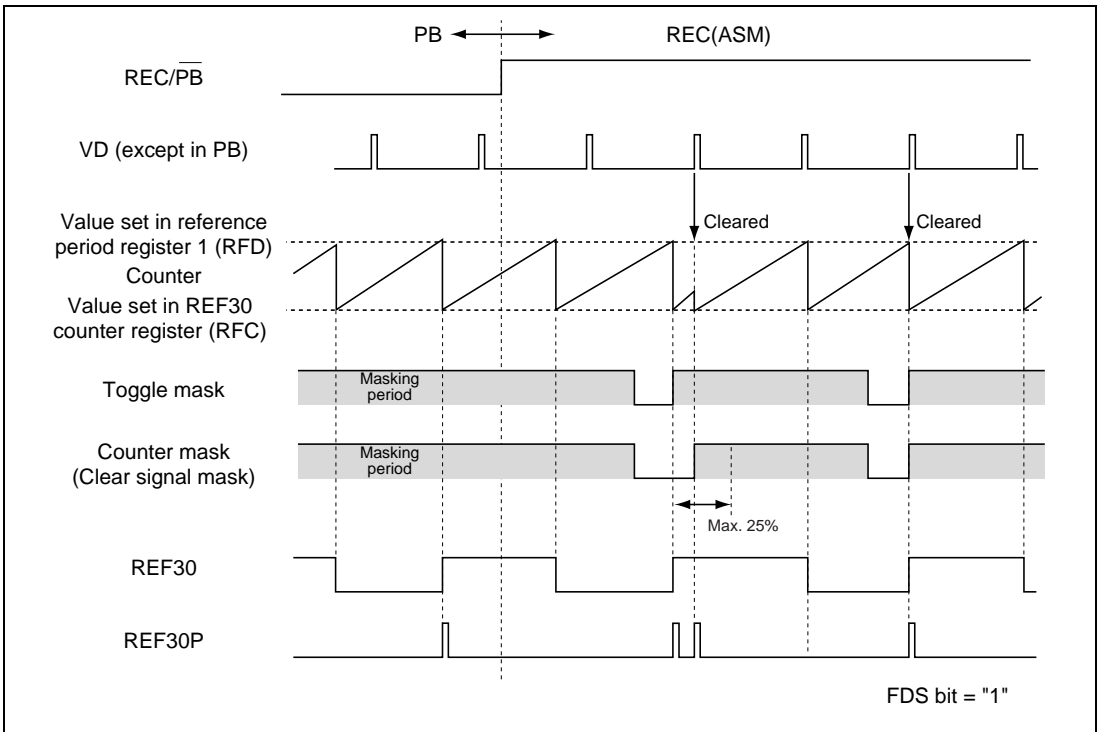 PB REC(ASM)
REC/PB
VD (except in PB)
Cleared Cleared
Value set in reference
period register 1 (RFD)
Counter
Value set in REF30
counter register (RFC)
Toggle mask
Masking
period
Counter mask
(Clear signal mask)
Masking
period
Max. 25%
REF30
REF30P
FDS bit = "1"